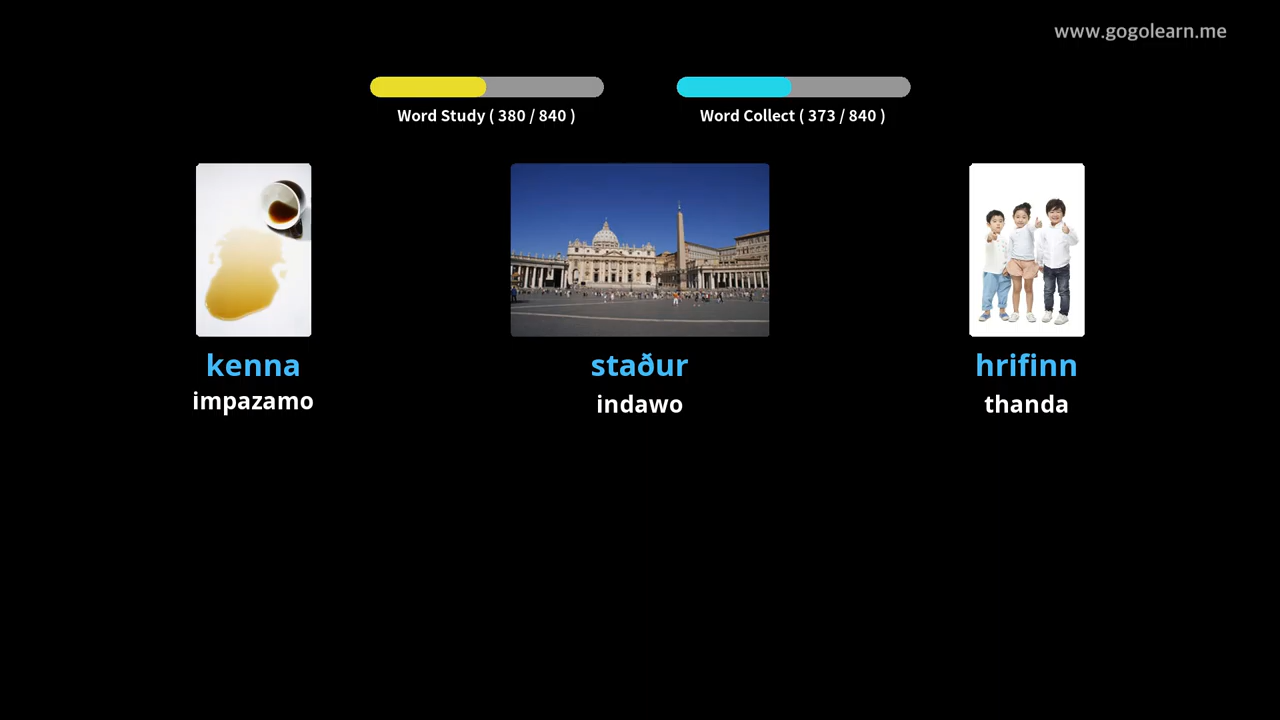 www.gogolearn.me
Word Study ( 380 / 840 )
Word Collect ( 373 / 840 )
kenna
staður
hrifinn
impazamo
indawo
thanda